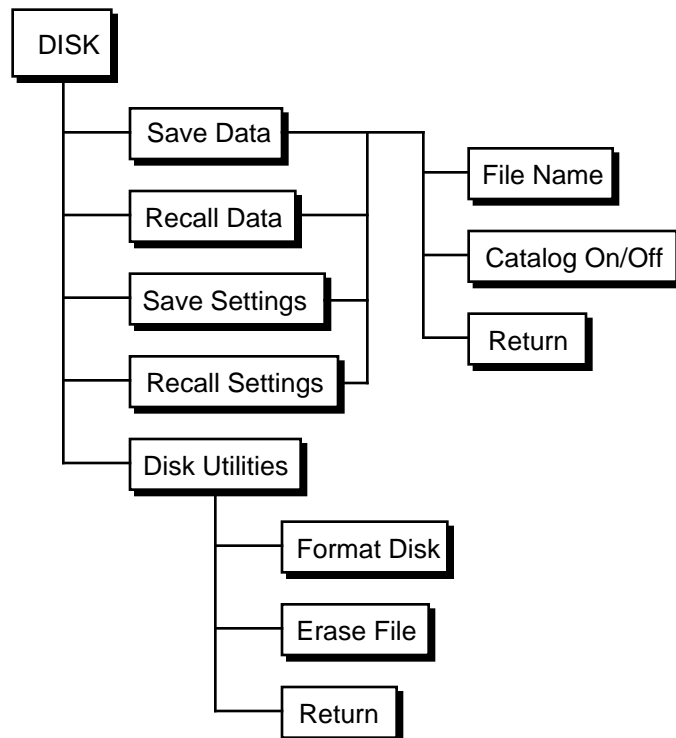 DISK
Save Data
File Name
Recall Data
Catalog On/Off
Save Settings
Return
Recall Settings
Disk Utilities
Format Disk
Erase File
Return